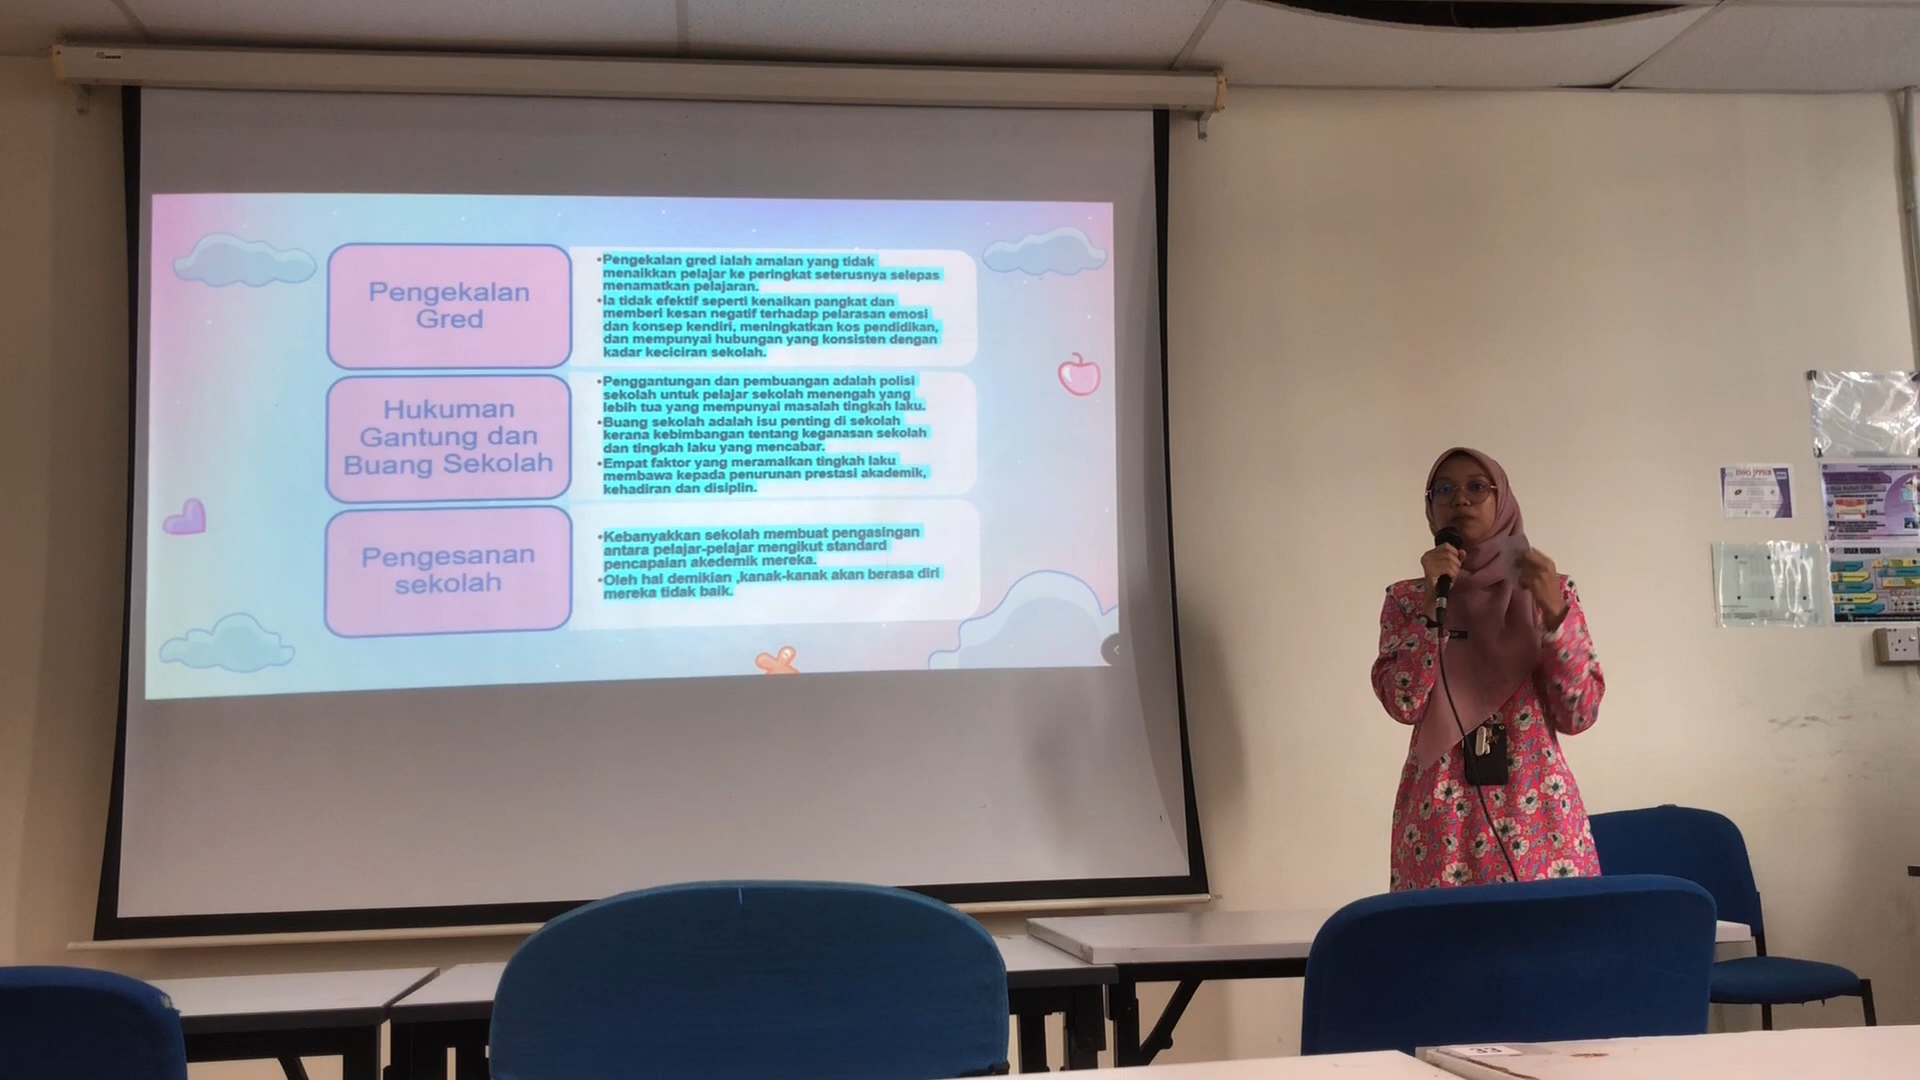 Pengekalan
Gred
•Pengekalan gred ialah amalan yang tidak
menaikkan pelajar ke peringkat seterusnya selepas
menamatkan pelajaran.
•Ia tidak efektif seperti kenaikan pangkat dan
memberi kesan negatif terhadap pelarasan emosi
dan konsep kendiri, meningkatkan kos pendidikan,
dan mempunyai hubungan yang konsisten dengan
kadar keciciran sekolah.
Hukuman
Gantung dan
Buang Sekolah
•Penggantungan dan pembuangan adalah polisi
sekolah untuk pelajar sekolah menengah yang
lebih tua yang mempunyai masalah tingkah laku.
•Buang sekolah adalah isu penting di sekolah
kerana kebimbangan tentang keganasan sekolah
dan tingkah laku yang mencabar.
•Empat faktor yang meramalkan tingkah laku
membawa kepada penurunan prestasi akademik,
kehadiran dan disiplin.
Pengesanan
sekolah
•Kebanyakkan sekolah membuat pengasingan
antara pelajar-pelajar mengikut standard
pencapaian akedemik mereka.
•Oleh hal demikian ,kanak-kanak akan berasa diri
mereka tidak baik.
USER GUIDES
33